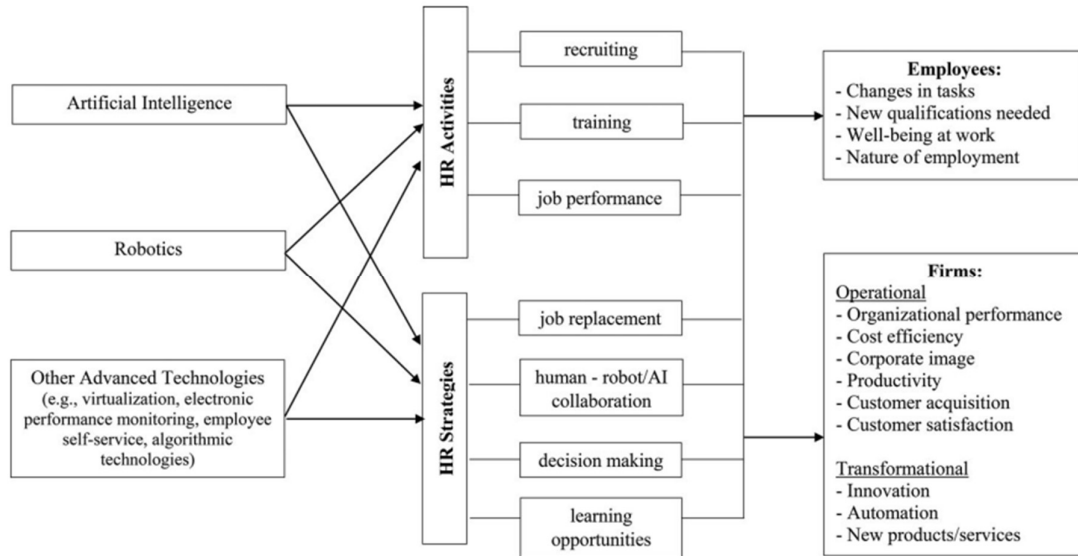 Artificial Intelligence
Robotics
Other Advanced Technologies
(e.g., virtualization, electronic
performance monitoring, employee
self-service, algorithmic
technologies)
HR Activities
HR Strategies
recruiting
training
job performance
job replacement
human - robot/AI
collaboration
decision making
learning
opportunities
Employees:
- Changes in tasks
- New qualifications needed
- Well-being at work
- Nature of employment
Firms:
Operational
- Organizational performance
- Cost efficiency
- Corporate image
- Productivity
- Customer acquisition
- Customer satisfaction
Transformational
- Innovation
- Automation
- New products/services